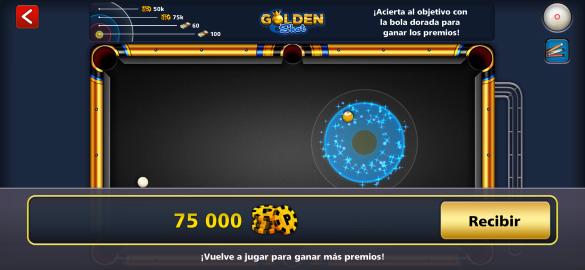 50k
75k
60
100
GOLDEN
Shot
¡Acierta al objetivo con
la bola dorada para
ganar los premios!
75 000
Recibir
¡Vuelve a jugar para ganar más premios!